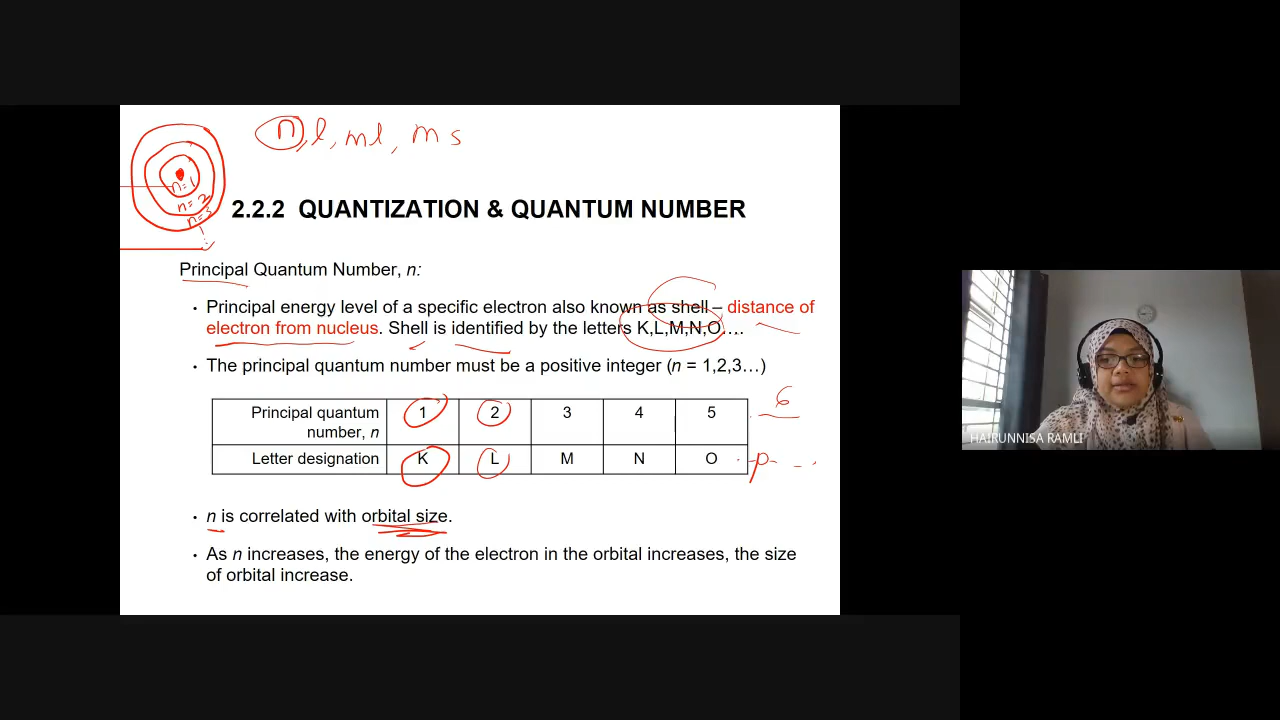 n, l, ml, ms
n=1
n=2
n=3
2.2.2 QUANTIZATION & QUANTUM NUMBER
Principal Quantum Number, n:
• Principal energy level of a specific electron also known as shell – distance of
electron from nucleus. Shell is identified by the letters K,L,M,N,O….
• The principal quantum number must be a positive integer (n = 1,2,3…)
Principal quantum number, n 1 2 3 4 5 6
Letter designation K L M N O P
• n is correlated with orbital size.
• As n increases, the energy of the electron in the orbital increases, the size
of orbital increase.
HAIRUNNISA RAMLI